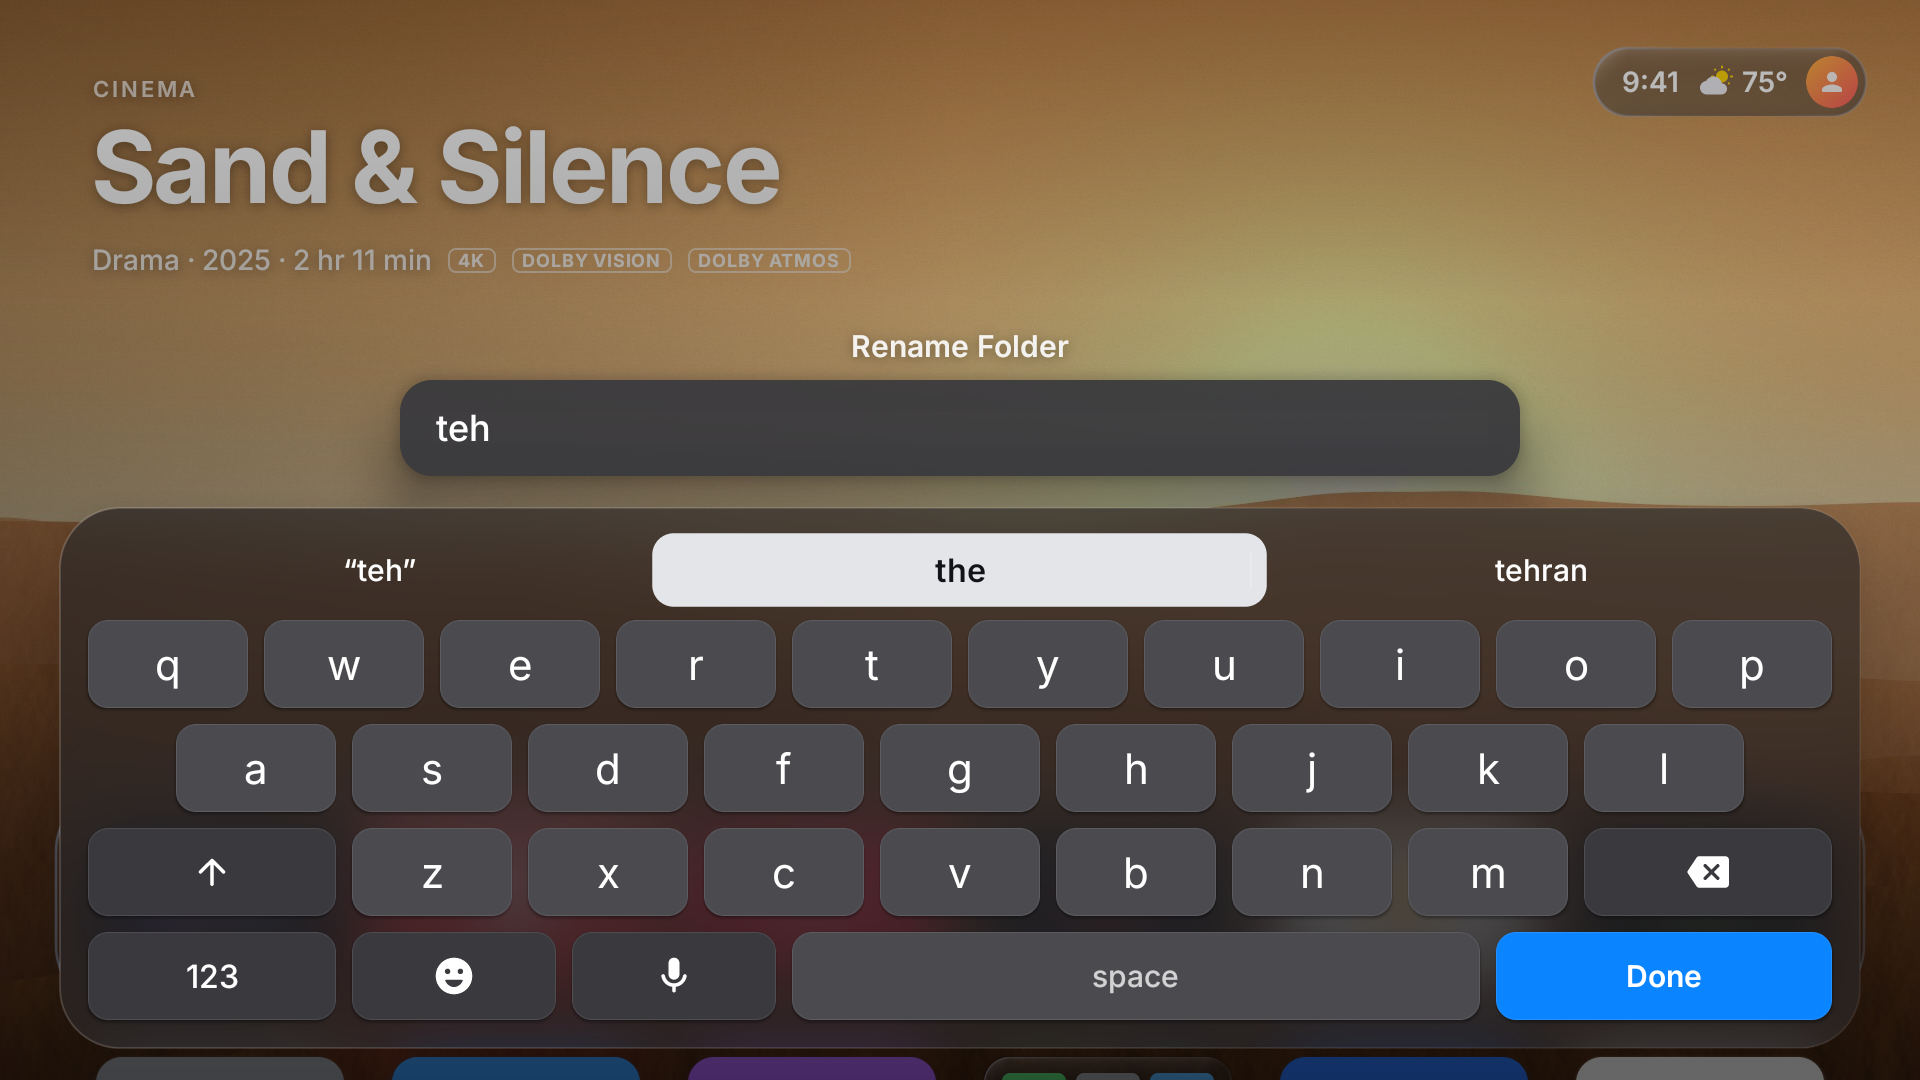 CINEMA
Sand & Silence
Drama · 2025 · 2 hr 11 min 4K DOLBY VISION DOLBY ATMOS
9:41 75°
Rename Folder
teh
“teh” the tehran
q w e r t y u i o p
a s d f g h j k l
z x c v b n m
123 space Done